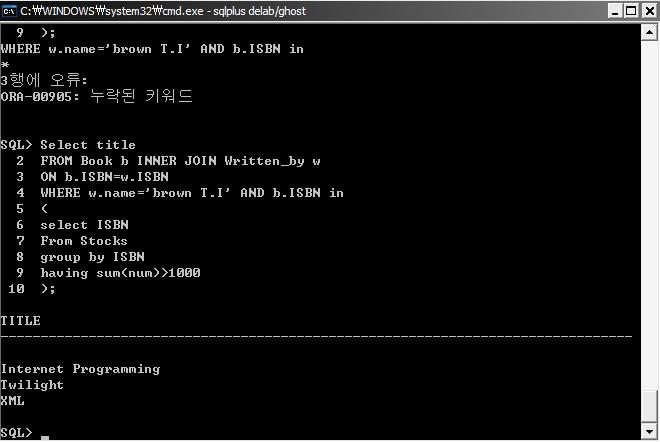 C:₩WINDOWS₩system32₩cmd.exe - sqlplus delab/ghost
9  );
WHERE w.name='brown T.I' AND b.ISBN in
*
3행에 오류:
ORA-00905: 누락된 키워드
SQL> Select title
2  FROM Book b INNER JOIN Written_by w
3  ON b.ISBN=w.ISBN
4  WHERE w.name='brown T.I' AND b.ISBN in
5  (
6  select ISBN
7  From Stocks
8  group by ISBN
9  having sum(num)>1000
10  );
TITLE
--------------------------------------------------------------------------------
Internet Programming
Twilight
XML
SQL>